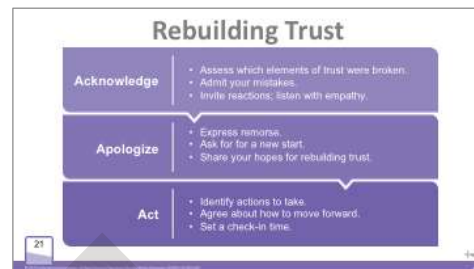 Rebuilding Trust
Acknowledge
• Assess which elements of trust were broken.
• Admit your mistakes.
• Invite reactions; listen with empathy.
Apologize
• Express remorse.
• Ask for for a new start.
• Share your hopes for rebuilding trust.
Act
• Identify actions to take.
• Agree about how to move forward.
• Set a check-in time.
21